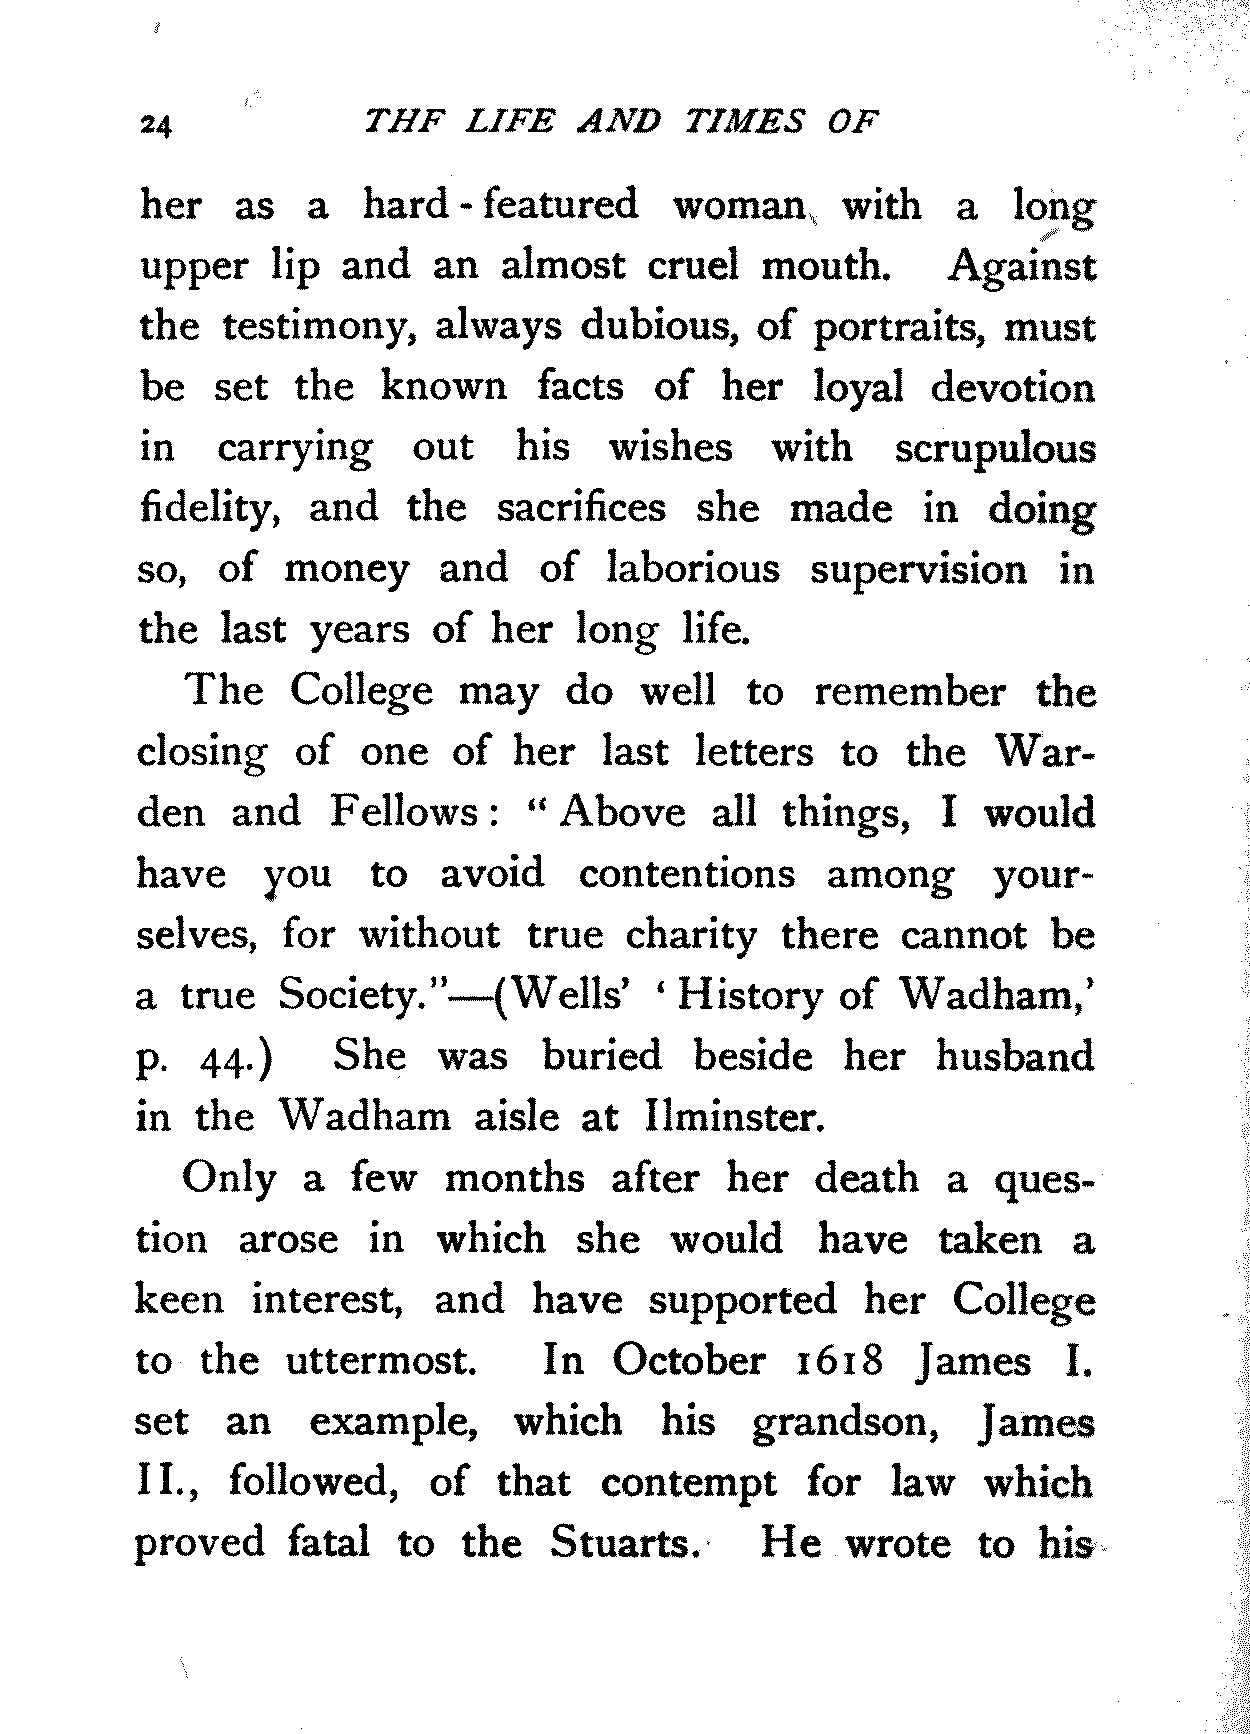 24 THF LIFE AND TIMES OF
her as a hard-featured woman, with a long
upper lip and an almost cruel mouth. Against
the testimony, always dubious, of portraits, must
be set the known facts of her loyal devotion
in carrying out his wishes with scrupulous
fidelity, and the sacrifices she made in doing
so, of money and of laborious supervision in
the last years of her long life.
The College may do well to remember the
closing of one of her last letters to the War-
den and Fellows: "Above all things, I would
have you to avoid contentions among your-
selves, for without true charity there cannot be
a true Society."—(Wells' 'History of Wadham,'
p. 44.) She was buried beside her husband
in the Wadham aisle at Ilminster.
Only a few months after her death a ques-
tion arose in which she would have taken a
keen interest, and have supported her College
to the uttermost. In October 1618 James I.
set an example, which his grandson, James
II., followed, of that contempt for law which
proved fatal to the Stuarts. He wrote to his